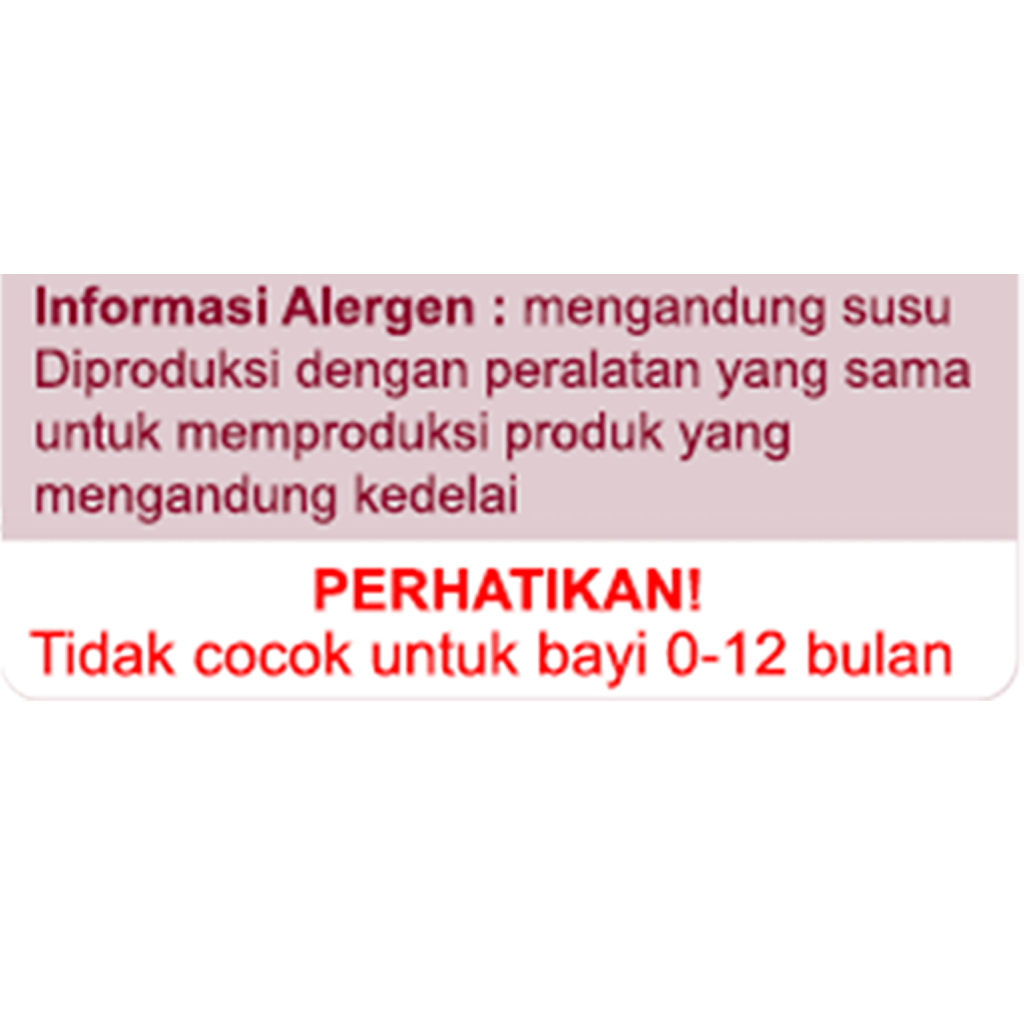 Informasi Alergen : mengandung susu
Diproduksi dengan peralatan yang sama
untuk memproduksi produk yang
mengandung kedelai
PERHATIKAN!
Tidak cocok untuk bayi 0-12 bulan